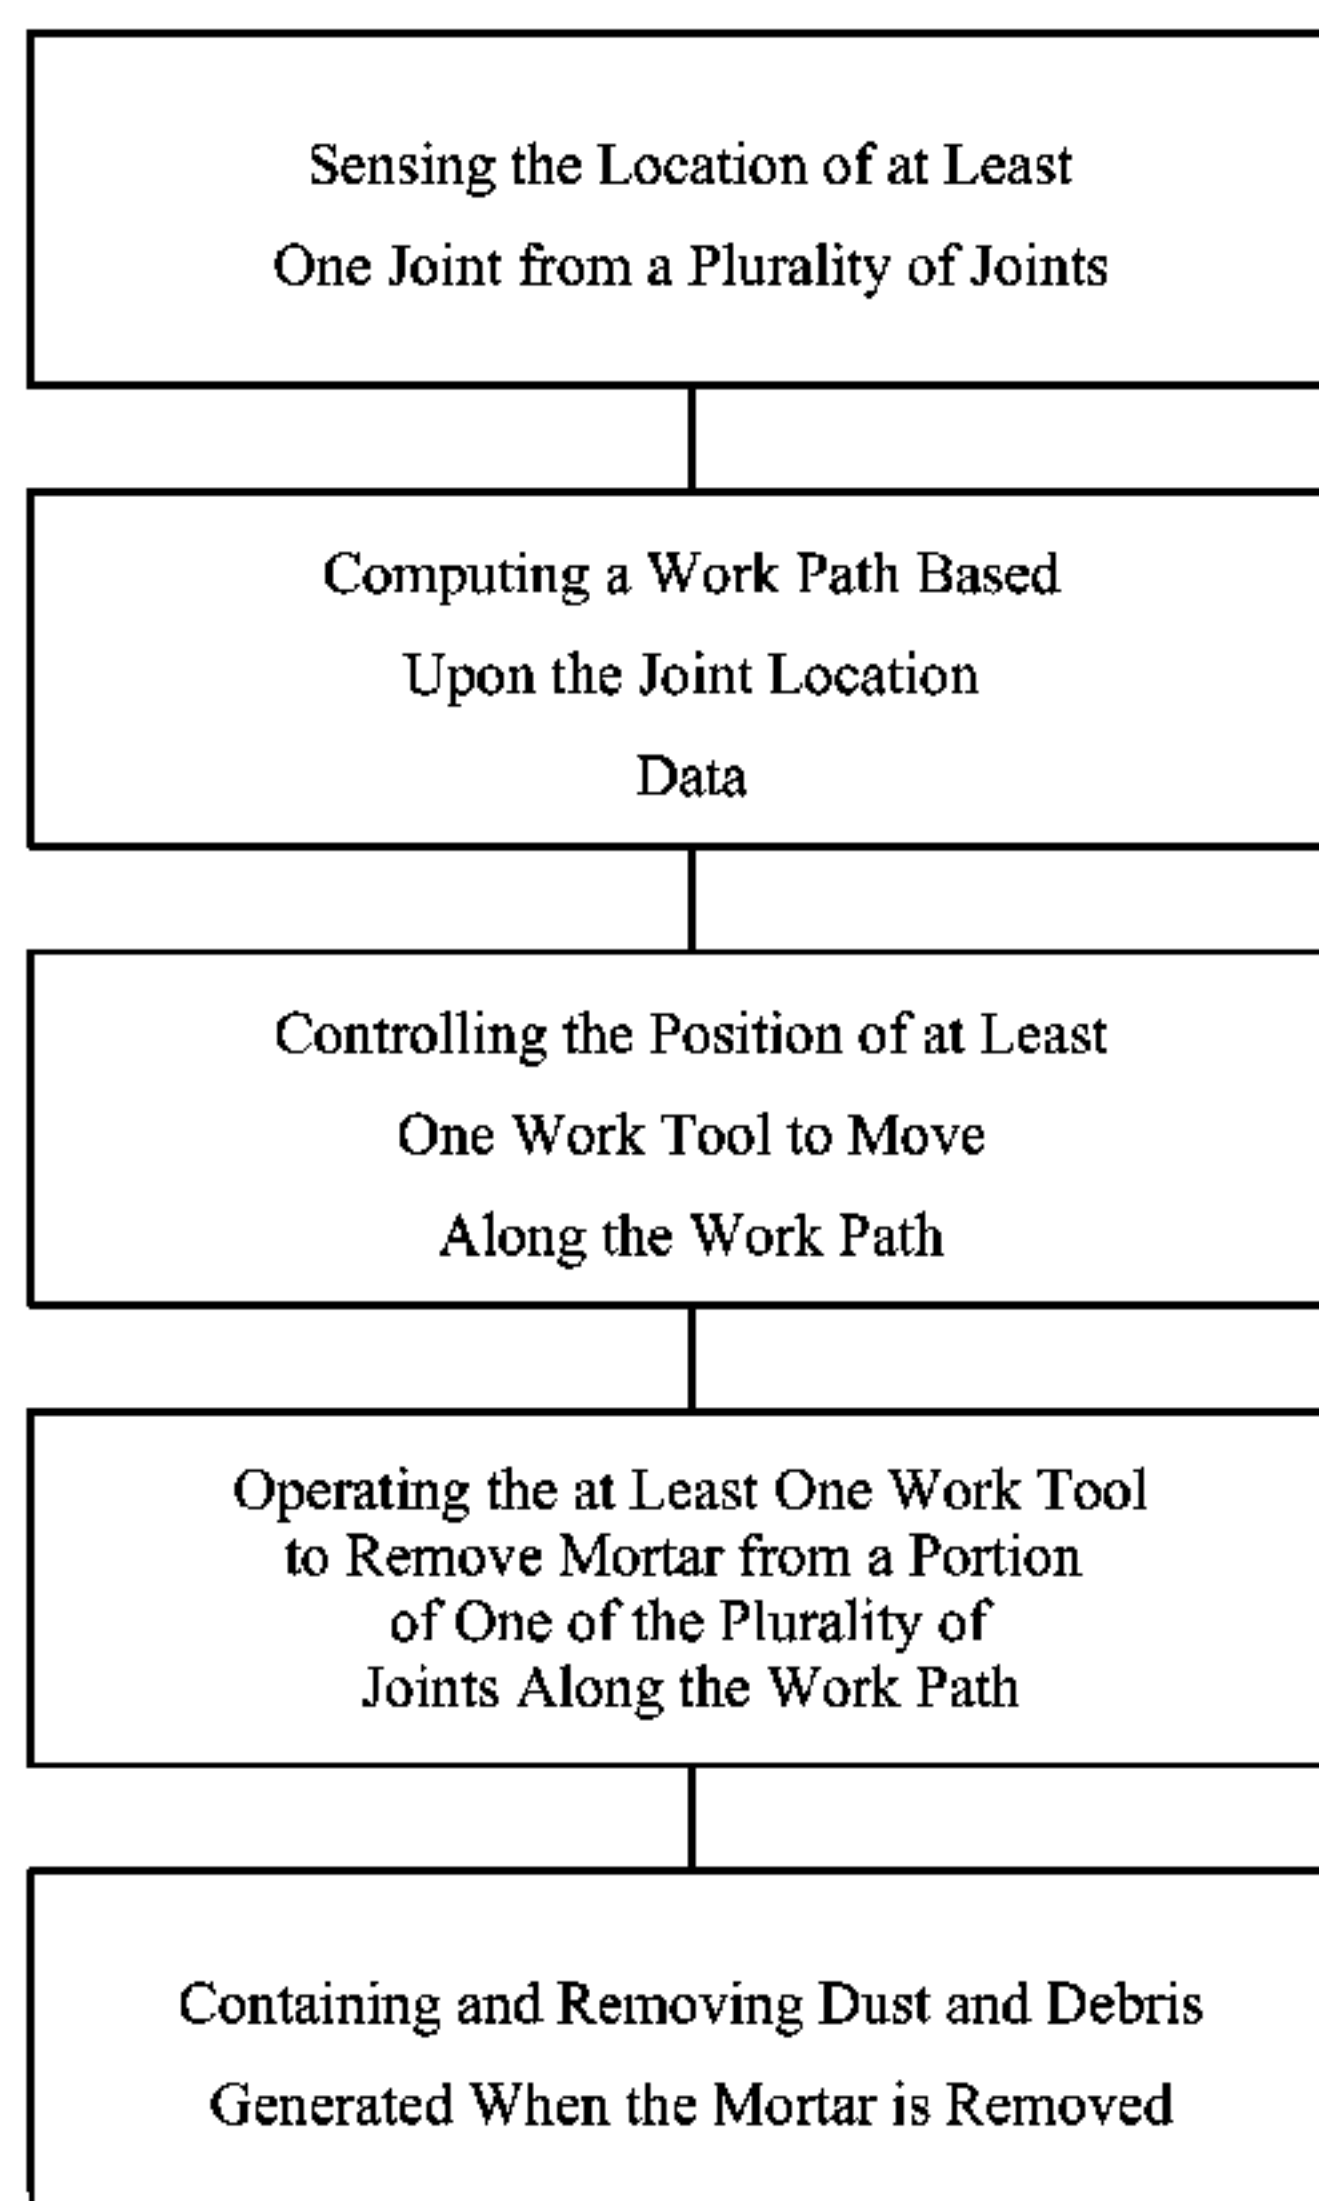 Sensing the Location of at Least
One Joint from a Plurality of Joints
Computing a Work Path Based
Upon the Joint Location
Data
Controlling the Position of at Least
One Work Tool to Move
Along the Work Path
Operating the at Least One Work Tool
to Remove Mortar from a Portion
of One of the Plurality of
Joints Along the Work Path
Containing and Removing Dust and Debris
Generated When the Mortar is Removed